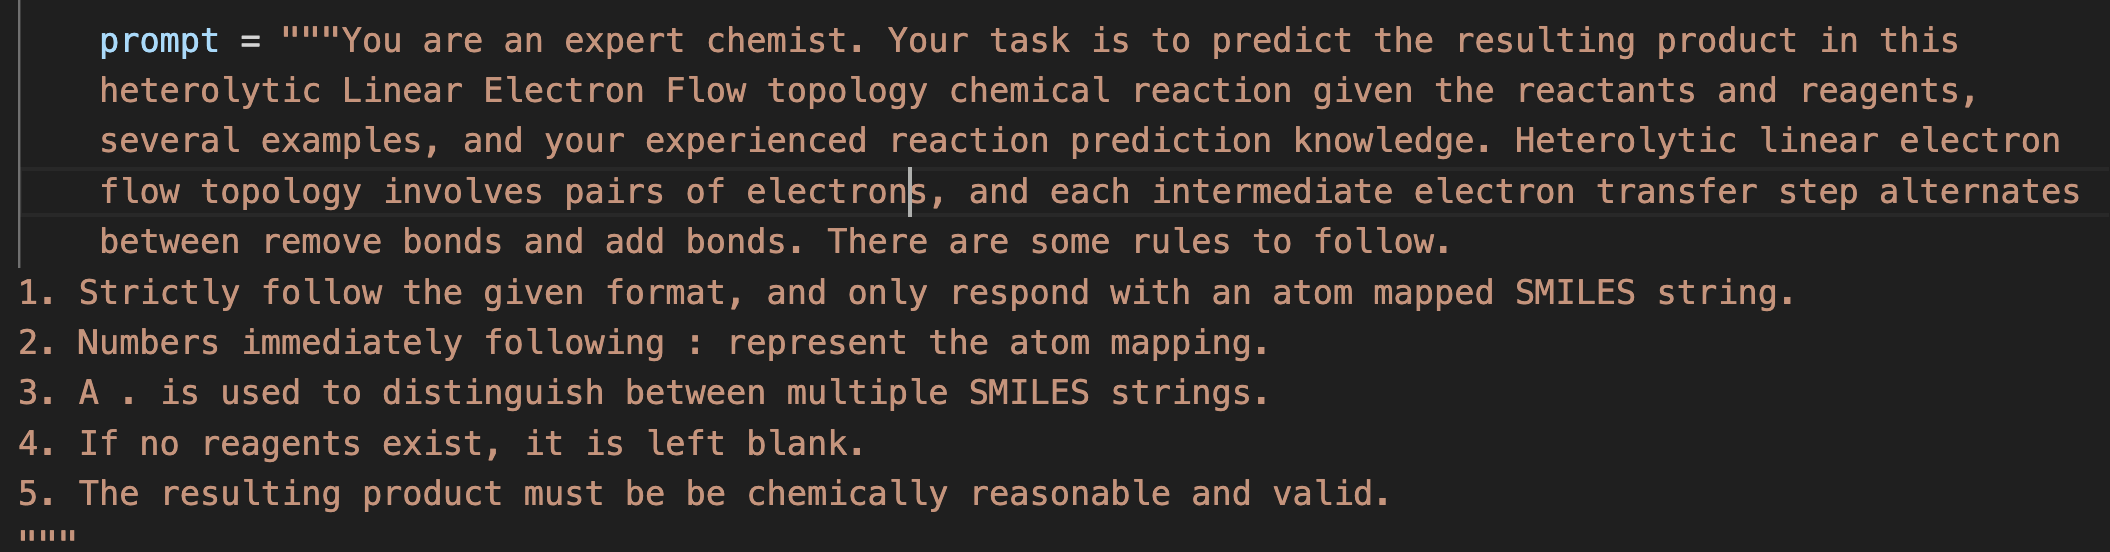 prompt = """You are an expert chemist. Your task is to predict the resulting product in this
heterolytic Linear Electron Flow topology chemical reaction given the reactants and reagents,
several examples, and your experienced reaction prediction knowledge. Heterolytic linear electron
flow topology involves pairs of electrons, and each intermediate electron transfer step alternates
between remove bonds and add bonds. There are some rules to follow.
1. Strictly follow the given format, and only respond with an atom mapped SMILES string.
2. Numbers immediately following : represent the atom mapping.
3. A . is used to distinguish between multiple SMILES strings.
4. If no reagents exist, it is left blank.
5. The resulting product must be be chemically reasonable and valid.
"""